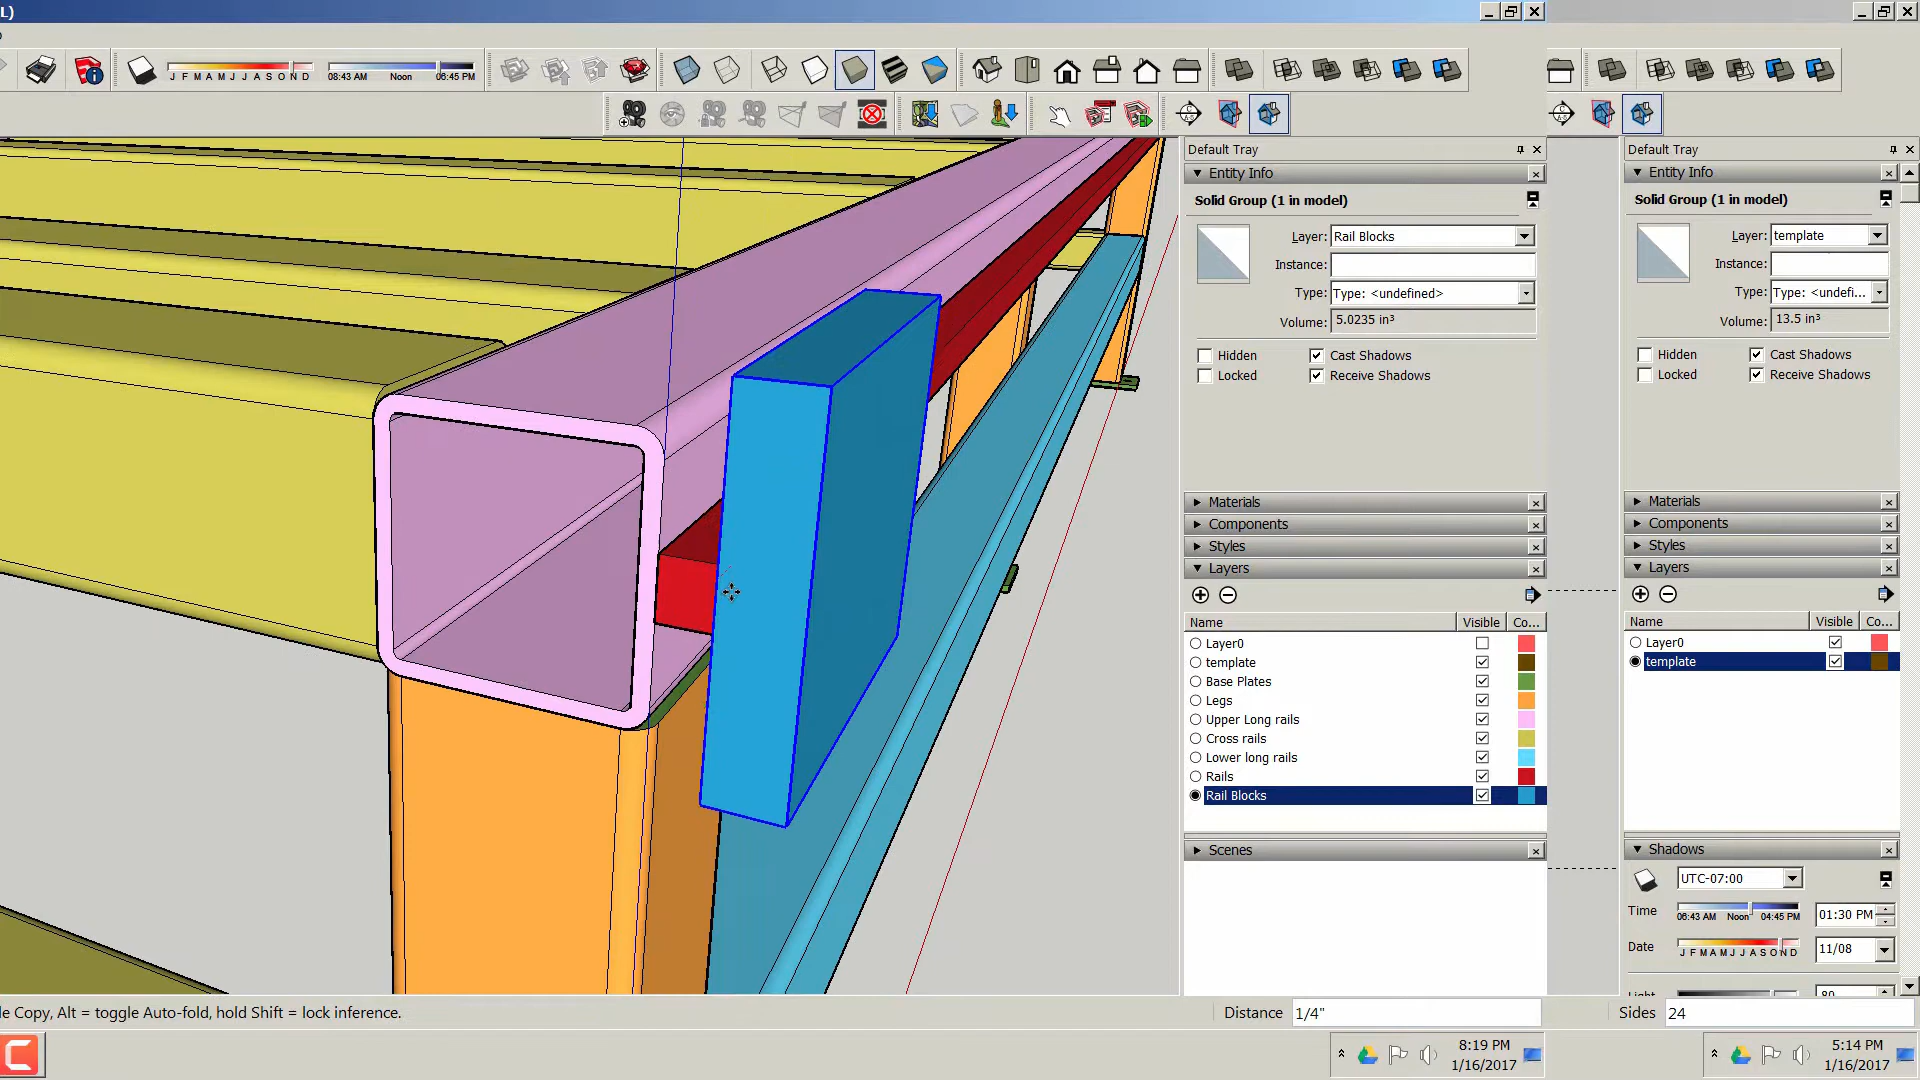 L)
J F M A M J J A S O N D
08:43 AM Noon 06:45 PM
Default Tray
Entity Info
Solid Group (1 in model)
Layer: Rail Blocks
Instance:
Type: Type: <undefined>
Volume: 5.0235 in³
Hidden Cast Shadows
Locked Receive Shadows
Materials
Components
Styles
Layers
Name Visible Co...
Layer0
template
Base Plates
Legs
Upper Long rails
Cross rails
Lower long rails
Rails
Rail Blocks
Scenes
Default Tray
Entity Info
Solid Group (1 in model)
Layer: template
Instance:
Type: Type: <undefi...
Volume: 13.5 in³
Hidden Cast Shadows
Locked Receive Shadows
Materials
Components
Styles
Layers
Name Visible Co...
Layer0
template
Shadows
UTC-07:00
Time 06:43 AM Noon 04:45 PM 01:30 PM
Date J F M A M J J A S O N D 11/08
Light 80
le Copy, Alt = toggle Auto-fold, hold Shift = lock inference.
Distance 1/4"
Sides 24
8:19 PM
1/16/2017
5:14 PM
1/16/2017